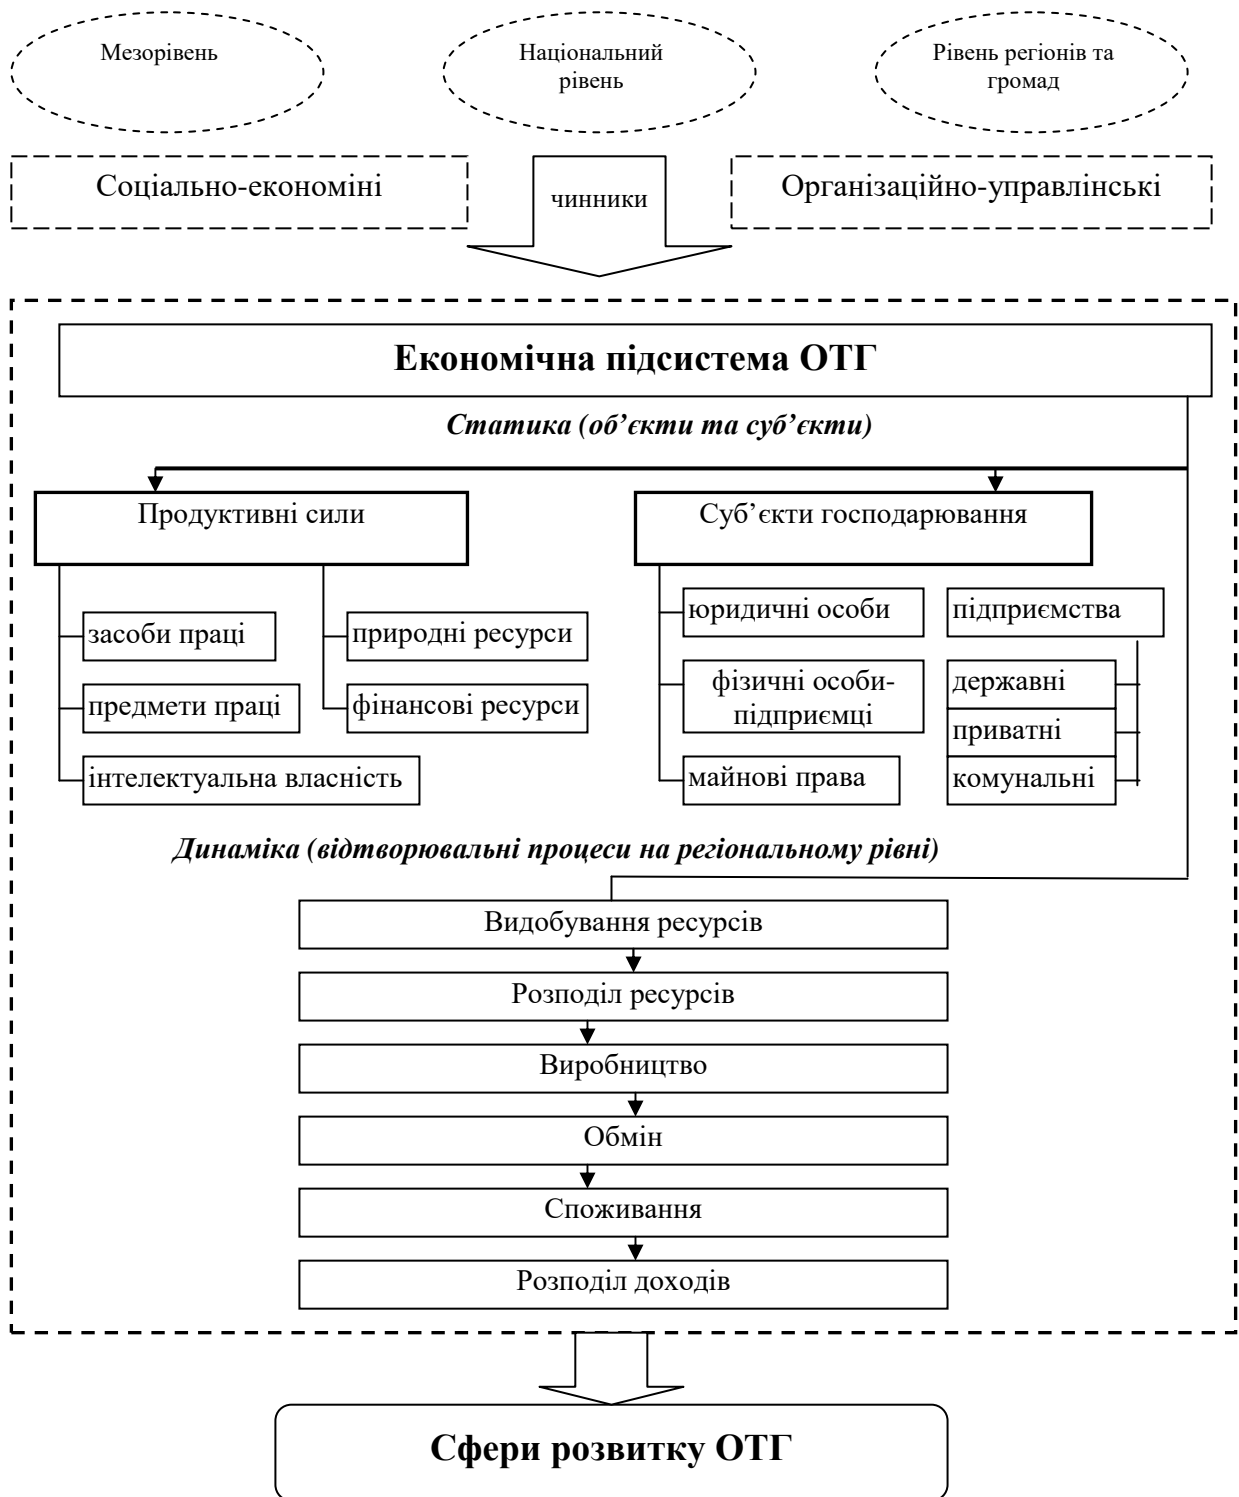 Мезорівень
Національний
рівень
Рівень регіонів та
громад
Соціально-економіні
чинники
Організаційно-управлінські
Економічна підсистема ОТГ
Статика (об’єкти та суб’єкти)
Продуктивні сили
Суб’єкти господарювання
засоби праці
природні ресурси
предмети праці
фінансові ресурси
інтелектуальна власність
юридичні особи
підприємства
фізичні особи-
підприємці
державні
приватні
майнові права
комунальні
Динаміка (відтворювальні процеси на регіональному рівні)
Видобування ресурсів
Розподіл ресурсів
Виробництво
Обмін
Споживання
Розподіл доходів
Сфери розвитку ОТГ